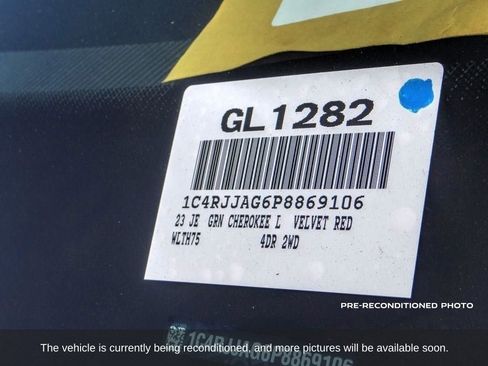 GL1282
1C4RJJAG6P8869106
23 JE GRN CHEROKEE L VELVET RED
WLTH75 4DR 2WD
PRE-RECONDITIONED PHOTO
1C4RJJAG6P8869106
The vehicle is currently being reconditioned, and more pictures will be available soon.